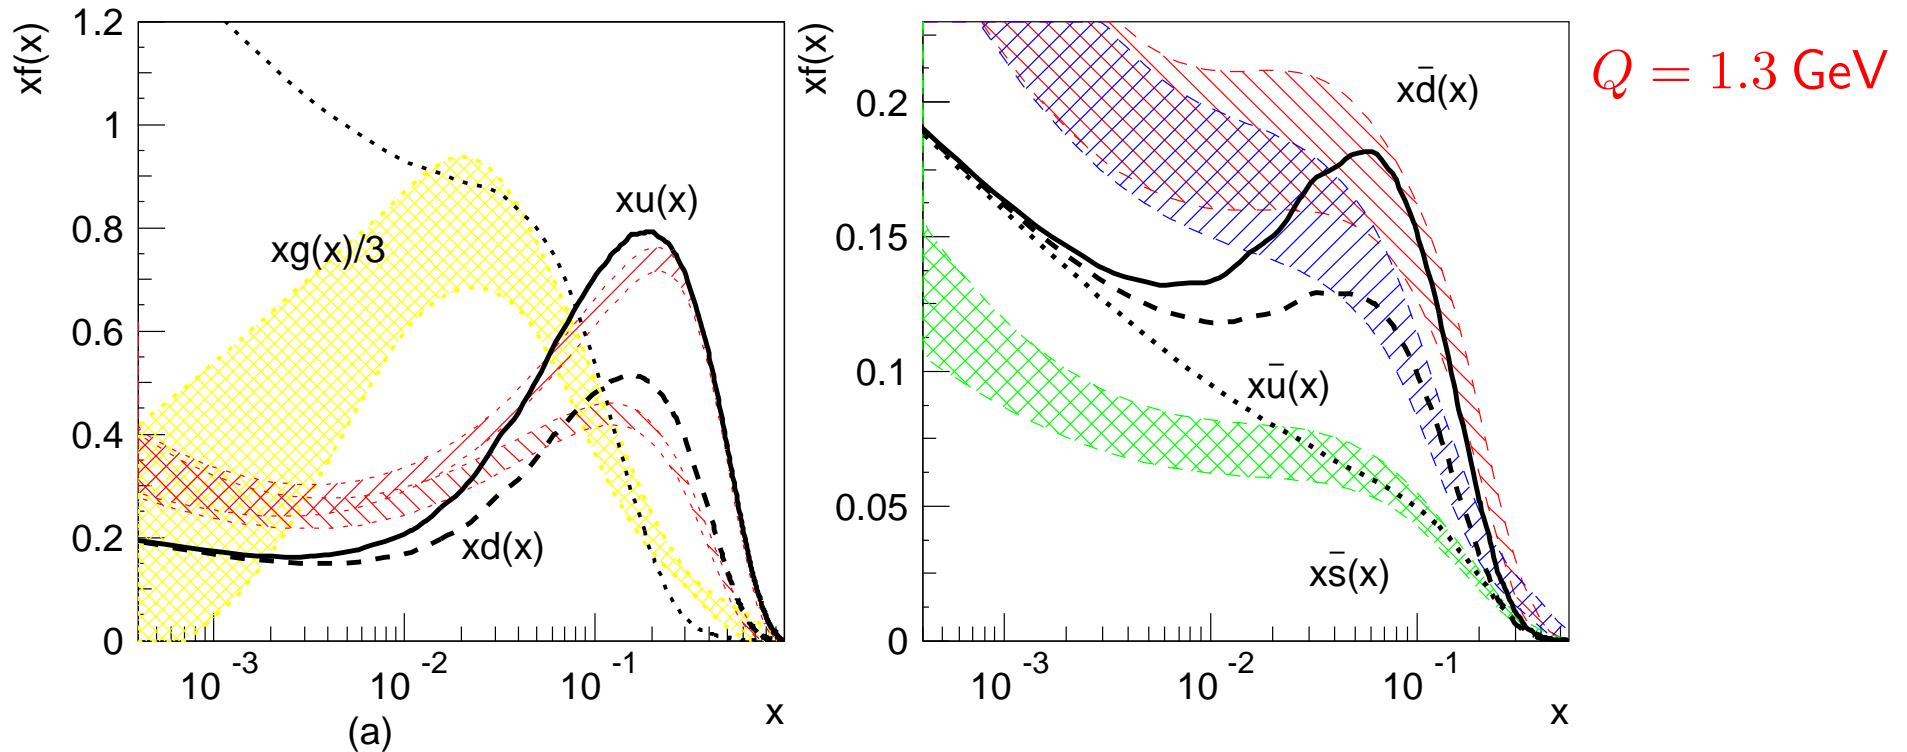 xf(x)
1.2
1
0.8
0.6
0.4
0.2
0
xu(x)
xg(x)/3
xd(x)
10^-3
10^-2
10^-1
x
(a)
xf(x)
0.2
0.15
0.1
0.05
0
xd̄(x)
xū(x)
xs̄(x)
10^-3
10^-2
10^-1
x
Q = 1.3 GeV